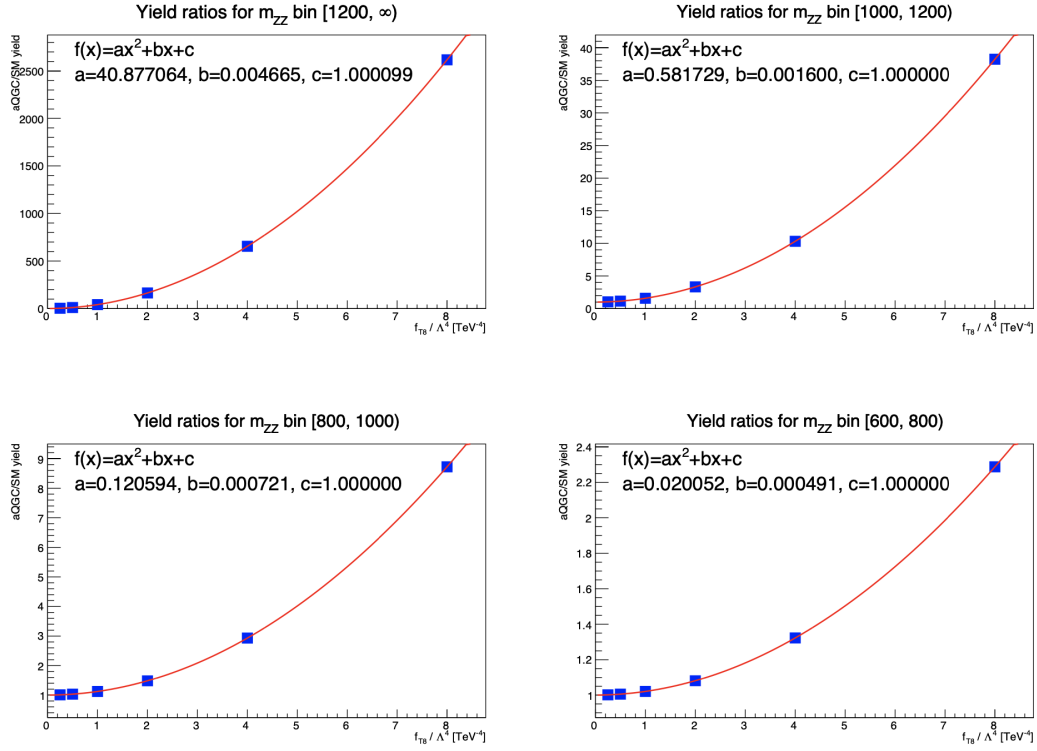 Yield ratios for m_ZZ bin [1200, ∞)
aQGC/SM yield
f(x)=ax²+bx+c
a=40.877064, b=0.004665, c=1.000099
2500
2000
1500
1000
500
0
0 1 2 3 4 5 6 7 8
f_T8 / Λ⁴ [TeV⁻⁴]
Yield ratios for m_ZZ bin [1000, 1200)
aQGC/SM yield
f(x)=ax²+bx+c
a=0.581729, b=0.001600, c=1.000000
40
35
30
25
20
15
10
5
0
0 1 2 3 4 5 6 7 8
f_T8 / Λ⁴ [TeV⁻⁴]
Yield ratios for m_ZZ bin [800, 1000)
aQGC/SM yield
f(x)=ax²+bx+c
a=0.120594, b=0.000721, c=1.000000
9
8
7
6
5
4
3
2
1
0 1 2 3 4 5 6 7 8
f_T8 / Λ⁴ [TeV⁻⁴]
Yield ratios for m_ZZ bin [600, 800)
aQGC/SM yield
f(x)=ax²+bx+c
a=0.020052, b=0.000491, c=1.000000
2.4
2.2
2
1.8
1.6
1.4
1.2
1
0 1 2 3 4 5 6 7 8
f_T8 / Λ⁴ [TeV⁻⁴]